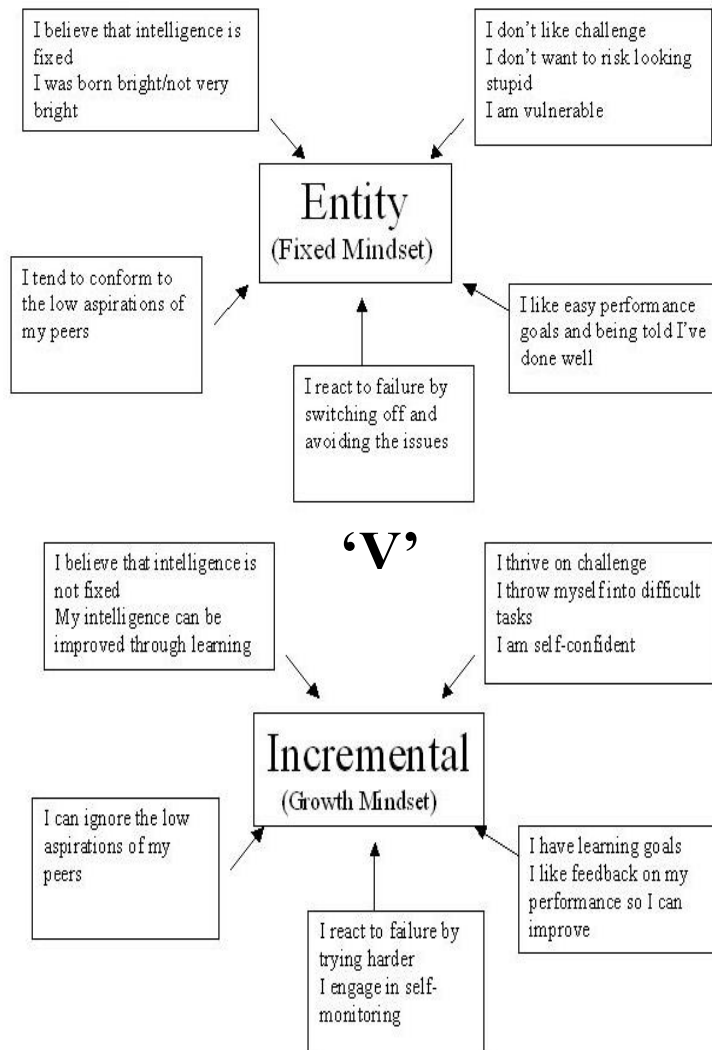 I believe that intelligence is
fixed
I was born bright/not very
bright
I don't like challenge
I don't want to risk looking
stupid
I am vulnerable
Entity
(Fixed Mindset)
I tend to conform to
the low aspirations of
my peers
I like easy performance
goals and being told I've
done well
I react to failure by
switching off and
avoiding the issues
‘V’
I believe that intelligence is
not fixed
My intelligence can be
improved through learning
I thrive on challenge
I throw myself into difficult
tasks
I am self-confident
Incremental
(Growth Mindset)
I can ignore the low
aspirations of my
peers
I have learning goals
I like feedback on my
performance so I can
improve
I react to failure by
trying harder
I engage in self-
monitoring